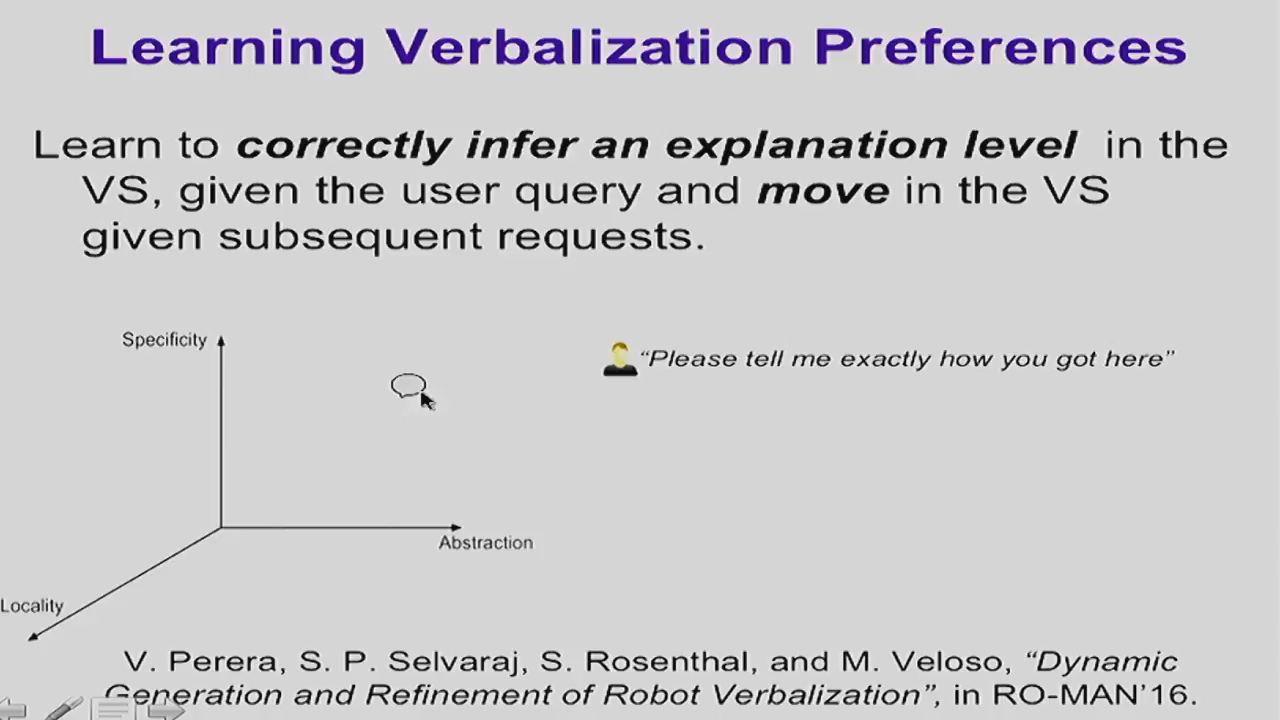 Learning Verbalization Preferences
Learn to correctly infer an explanation level in the
VS, given the user query and move in the VS
given subsequent requests.
Specificity
“Please tell me exactly how you got here”
Abstraction
Locality
V. Perera, S. P. Selvaraj, S. Rosenthal, and M. Veloso, “Dynamic
Generation and Refinement of Robot Verbalization”, in RO-MAN’16.